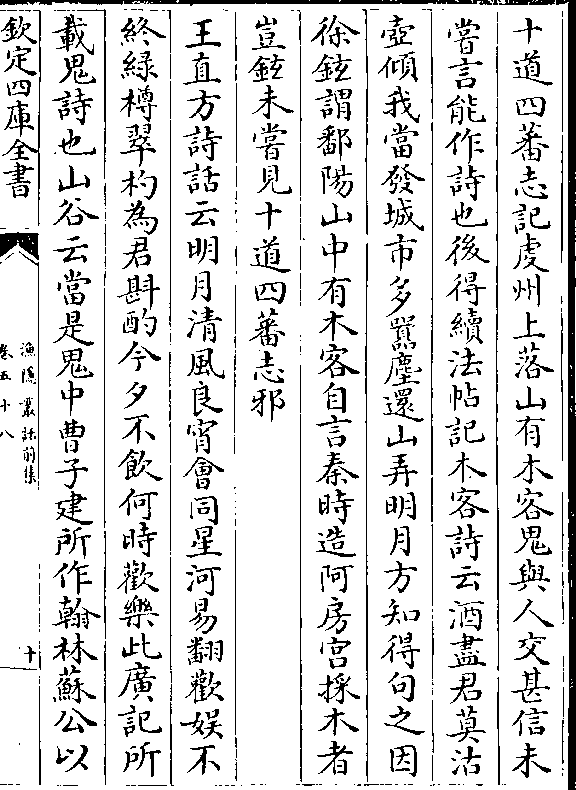 十道四蕃志記虔州上落山有木客鬼與人交甚信未
嘗言能作詩也後得續法帖記木客詩云酒盡君莫沽
壺傾我當發城市多囂塵還山弄明月方知得句之因
徐鉉謂鄱陽山中有木客自言秦時造阿房宫採木者
豈鉉未嘗見十道四蕃志邪
王直方詩話云明月清風良宵會同星河易翻歡娛不
終緑樽翠杓為君斟酌今夕不飲何時歡樂此廣記所
載鬼詩也山谷云當是鬼中曹子建所作翰林蘇公以
欽定四庫全書
漁隱叢話前集
卷五十八
十